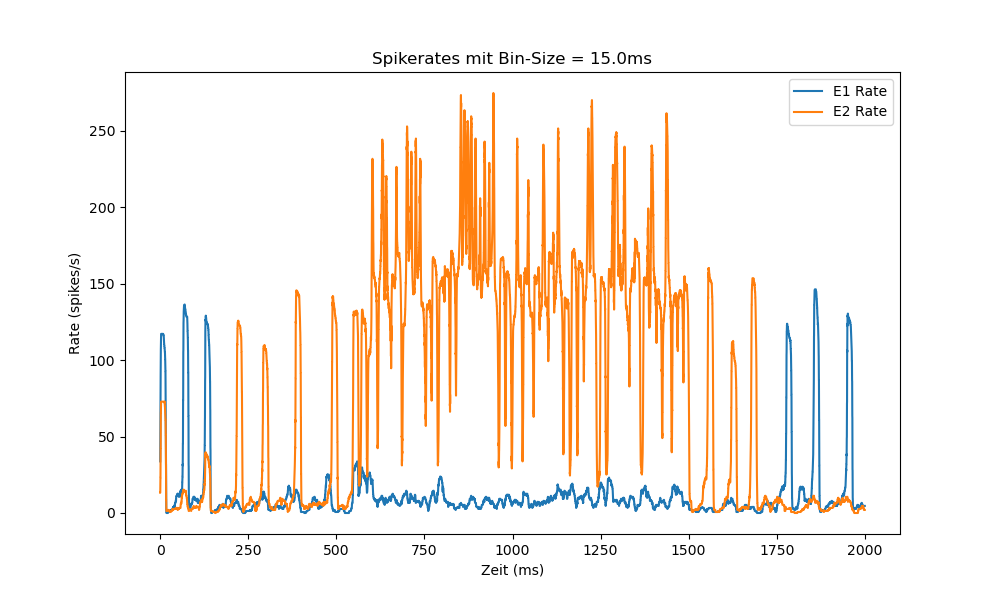 Spikerates mit Bin-Size = 15.0ms
E1 Rate
E2 Rate
Rate (spikes/s)
250
200
150
100
50
0
0 250 500 750 1000 1250 1500 1750 2000
Zeit (ms)